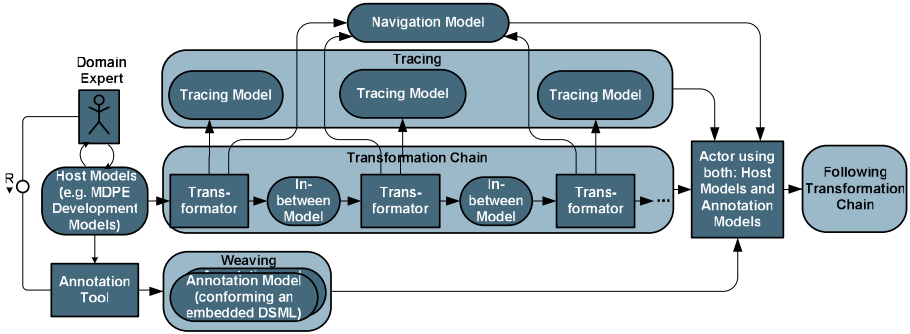 Navigation Model
Tracing
Domain
Expert
Tracing Model
Tracing Model
Tracing Model
R
Transformation Chain
Host Models
(e.g. MDPE
Development
Models)
Trans-
formator
In-
between
Model
Trans-
formator
In-
between
Model
Trans-
formator
...
Actor using
both: Host
Models and
Annotation
Models
Following
Transformation
Chain
Annotation
Tool
Weaving
Annotation Model
(conforming an
embedded DSML)